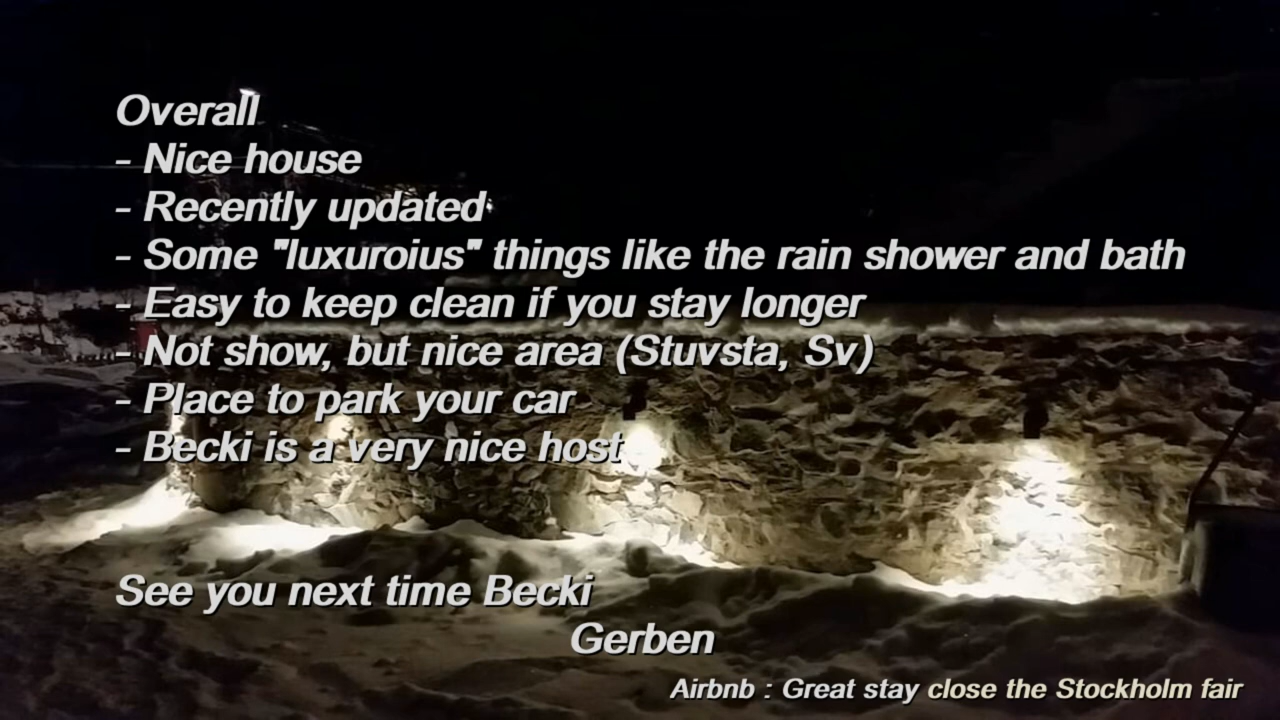 Overall
- Nice house
- Recently updated
- Some "luxuroius" things like the rain shower and bath
- Easy to keep clean if you stay longer
- Not show, but nice area (Stuvsta, Sv)
- Place to park your car
- Becki is a very nice host
See you next time Becki
Gerben
Airbnb : Great stay close the Stockholm fair